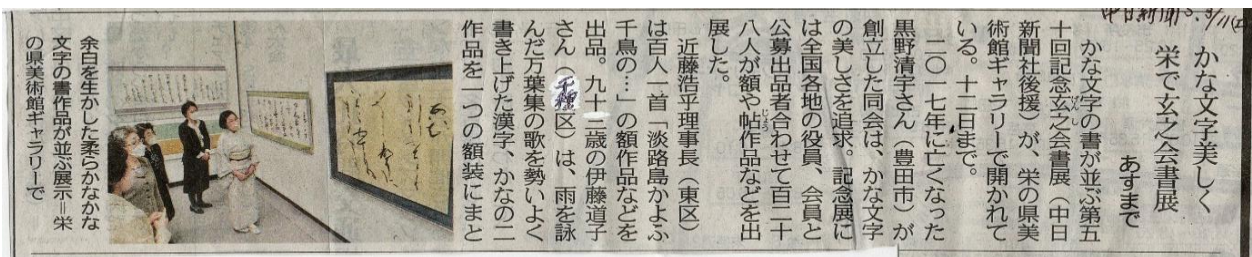 中日新聞
かな文字美しく
栄で玄之会書展
あすまで
かな文字の書が並ぶ第五
十回記念玄之会書展(中日
新聞社後援)が、栄の県美
術館ギャラリーで開かれて
いる。十二日まで。
二〇一七年に亡くなった
黒野清宇さん(豊田市)が
創立した同会は、かな文字
の美しさを追求。記念展に
は全国各地の役員、会員と
公募出品者合わせて百二十
八人が額や帖作品などを出
展した。
近藤浩平理事長(東区)
は百人一首「淡路島かよふ
千鳥の…」の額作品などを
出品。九十二歳の伊藤道子
さん(千種区)は、雨を詠
んだ万葉集の歌を勢いよく
書き上げた漢字、かなの二
作品を一つの額装にまと
余白を生かした柔らかなかな
文字の書作品が並ぶ展示=栄
の県美術館ギャラリーで